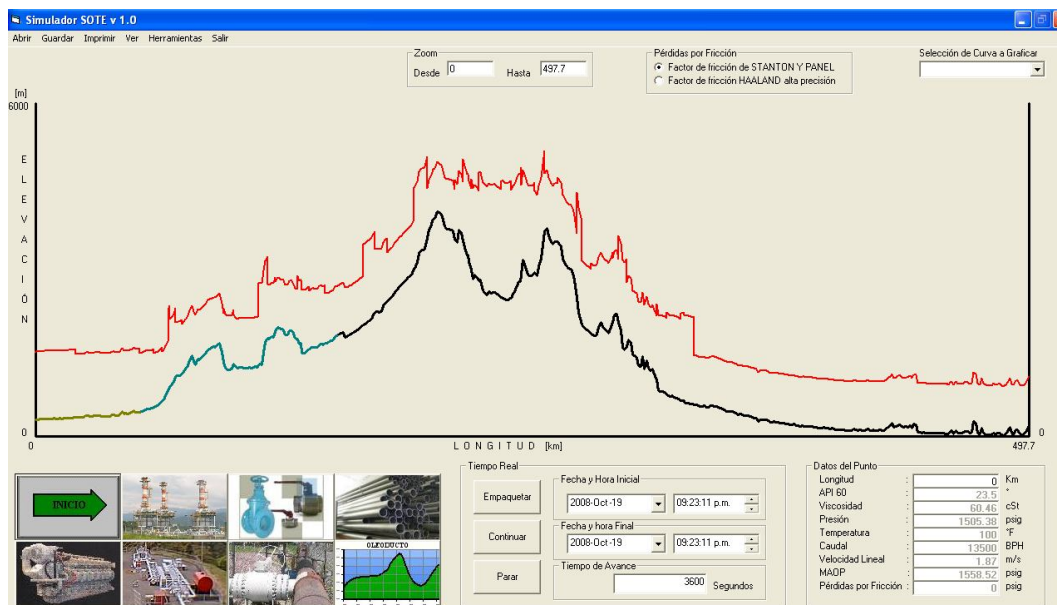 Simulador SOTE v 1.0
Abrir Guardar Imprimir Ver Herramientas Salir
Zoom
Desde 0 Hasta 497.7
Pérdidas por Fricción
Factor de fricción de STANTON Y PANEL
Factor de fricción HAALAND alta precisión
Selección de Curva a Graficar
[m]
6000
ELEVACIÓN
0
0
LONGITUD [km]
0
497.7
INICIO
OLEODUCTO
Tiempo Real
Empaquetar
Continuar
Parar
Fecha y Hora Inicial
2008-Oct-19 09:23:11 p.m.
Fecha y hora Final
2008-Oct-19 09:23:11 p.m.
Tiempo de Avance
3600 Segundos
Datos del Punto
Longitud : 0 Km
API 60 : 23.5 °
Viscosidad : 60.46 cSt
Presión : 1505.38 psig
Temperatura : 100 °F
Caudal : 13500 BPH
Velocidad Lineal : 1.87 m/s
MAOP : 1558.52 psig
Pérdidas por Fricción : 0 psig